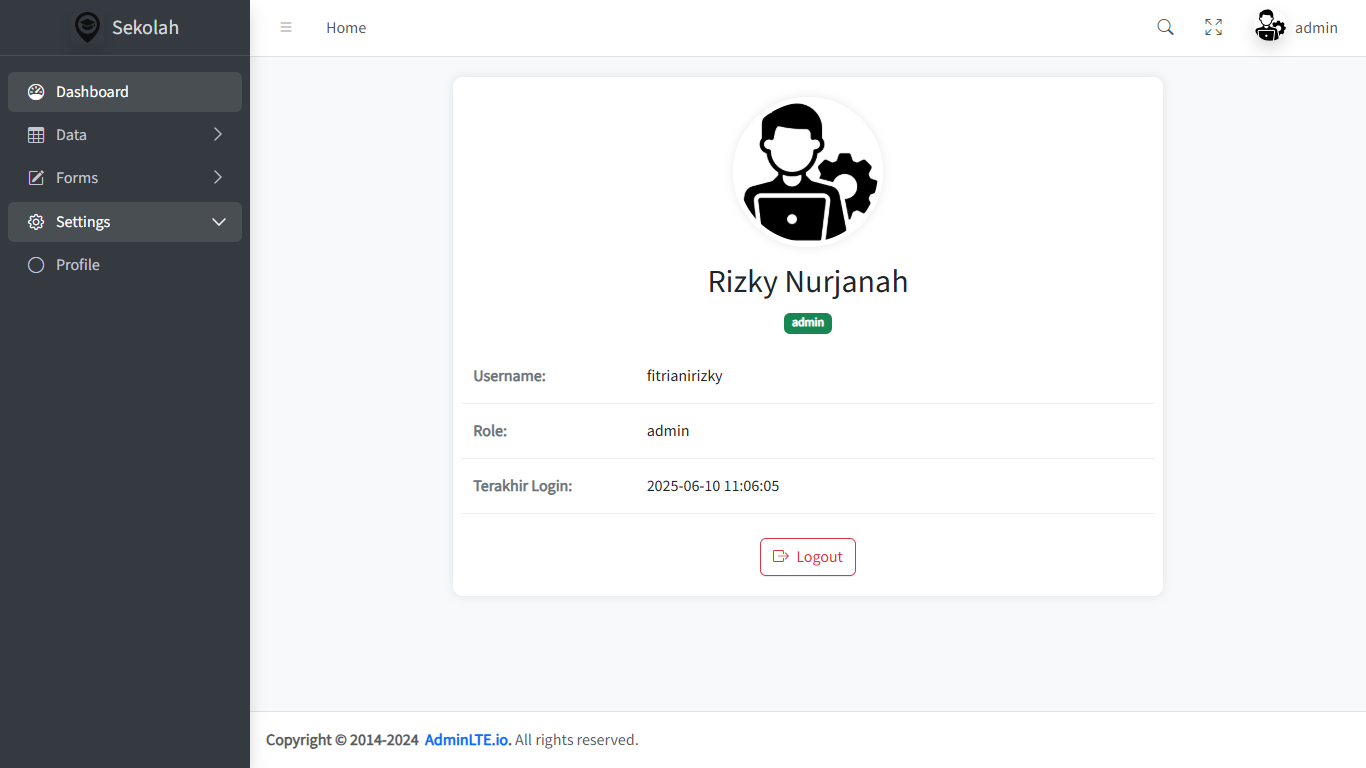 Sekolah
Home
admin
Dashboard
Data
Forms
Settings
Profile
Rizky Nurjanah
admin
Username: fitrianirizky
Role: admin
Terakhir Login: 2025-06-10 11:06:05
Logout
Copyright © 2014-2024 AdminLTE.io. All rights reserved.